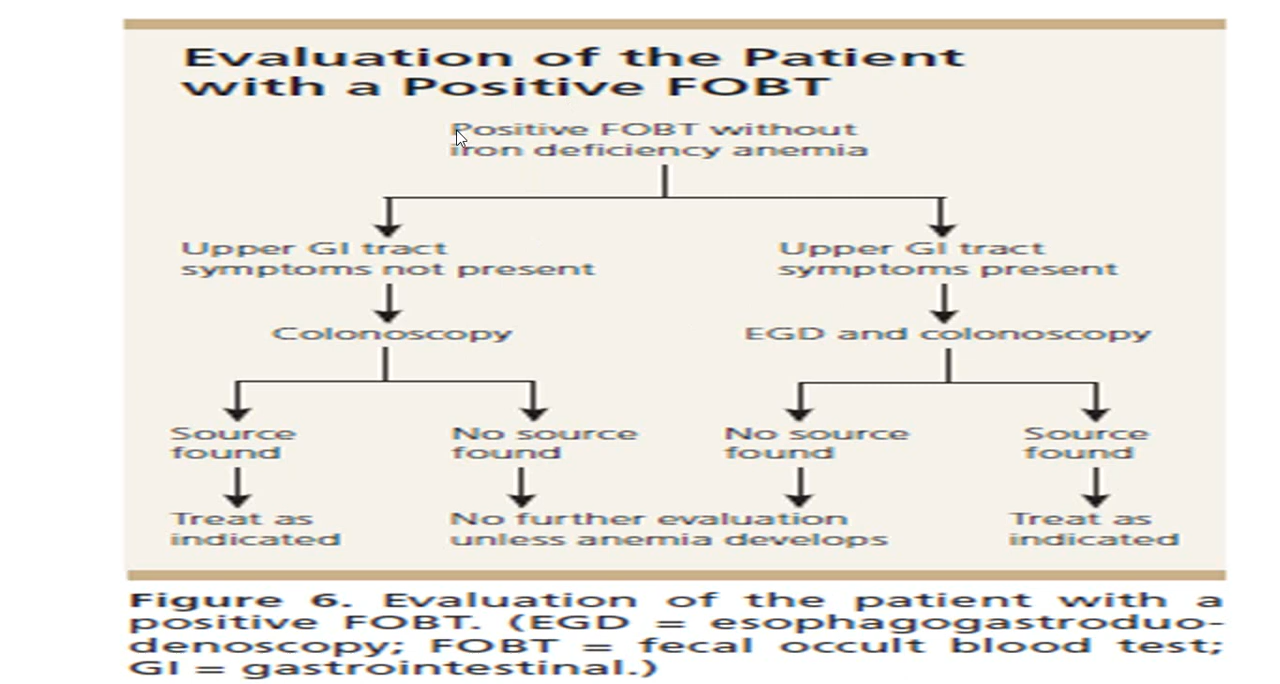 Evaluation of the Patient
with a Positive FOBT
Positive FOBT without
iron deficiency anemia
Upper GI tract
symptoms not present
Upper GI tract
symptoms present
Colonoscopy
EGD and colonoscopy
Source
found
No source
found
No source
found
Source
found
Treat as
indicated
No further evaluation
unless anemia develops
Treat as
indicated
Figure 6. Evaluation of the patient with a
positive FOBT. (EGD = esophagogastroduo-
denoscopy; FOBT = fecal occult blood test;
GI = gastrointestinal.)